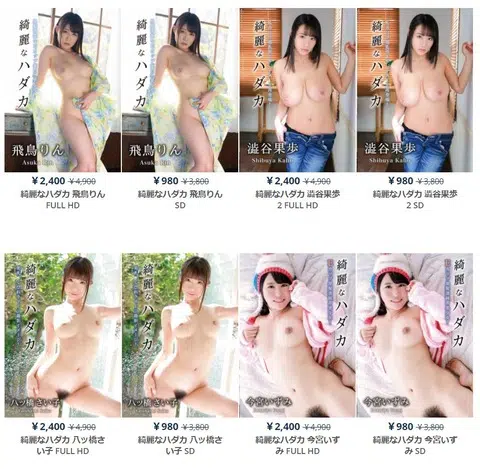 綺麗なハダカ
飛鳥りん
Asuka Rin
綺麗なハダカ
飛鳥りん
Asuka Rin
綺麗なハダカ
澁谷果歩
Shibuya Kaho
綺麗なハダカ
澁谷果歩
Shibuya Kaho
¥2,400 ¥4,900
綺麗なハダカ 飛鳥りん
FULL HD
¥980 ¥3,800
綺麗なハダカ 飛鳥りん
SD
¥2,400 ¥4,900
綺麗なハダカ 澁谷果歩
2 FULL HD
¥980 ¥3,800
綺麗なハダカ 澁谷果歩
2 SD
綺麗なハダカ
八ッ橋さい子
綺麗なハダカ
八ッ橋さい子
綺麗なハダカ
今宮いずみ
綺麗なハダカ
今宮いずみ
¥2,400 ¥4,900
綺麗なハダカ 八ッ橋さ
い子 FULL HD
¥980 ¥3,800
綺麗なハダカ 八ッ橋さ
い子 SD
¥2,400 ¥4,900
綺麗なハダカ 今宮いず
み FULL HD
¥980 ¥3,800
綺麗なハダカ 今宮いず
み SD